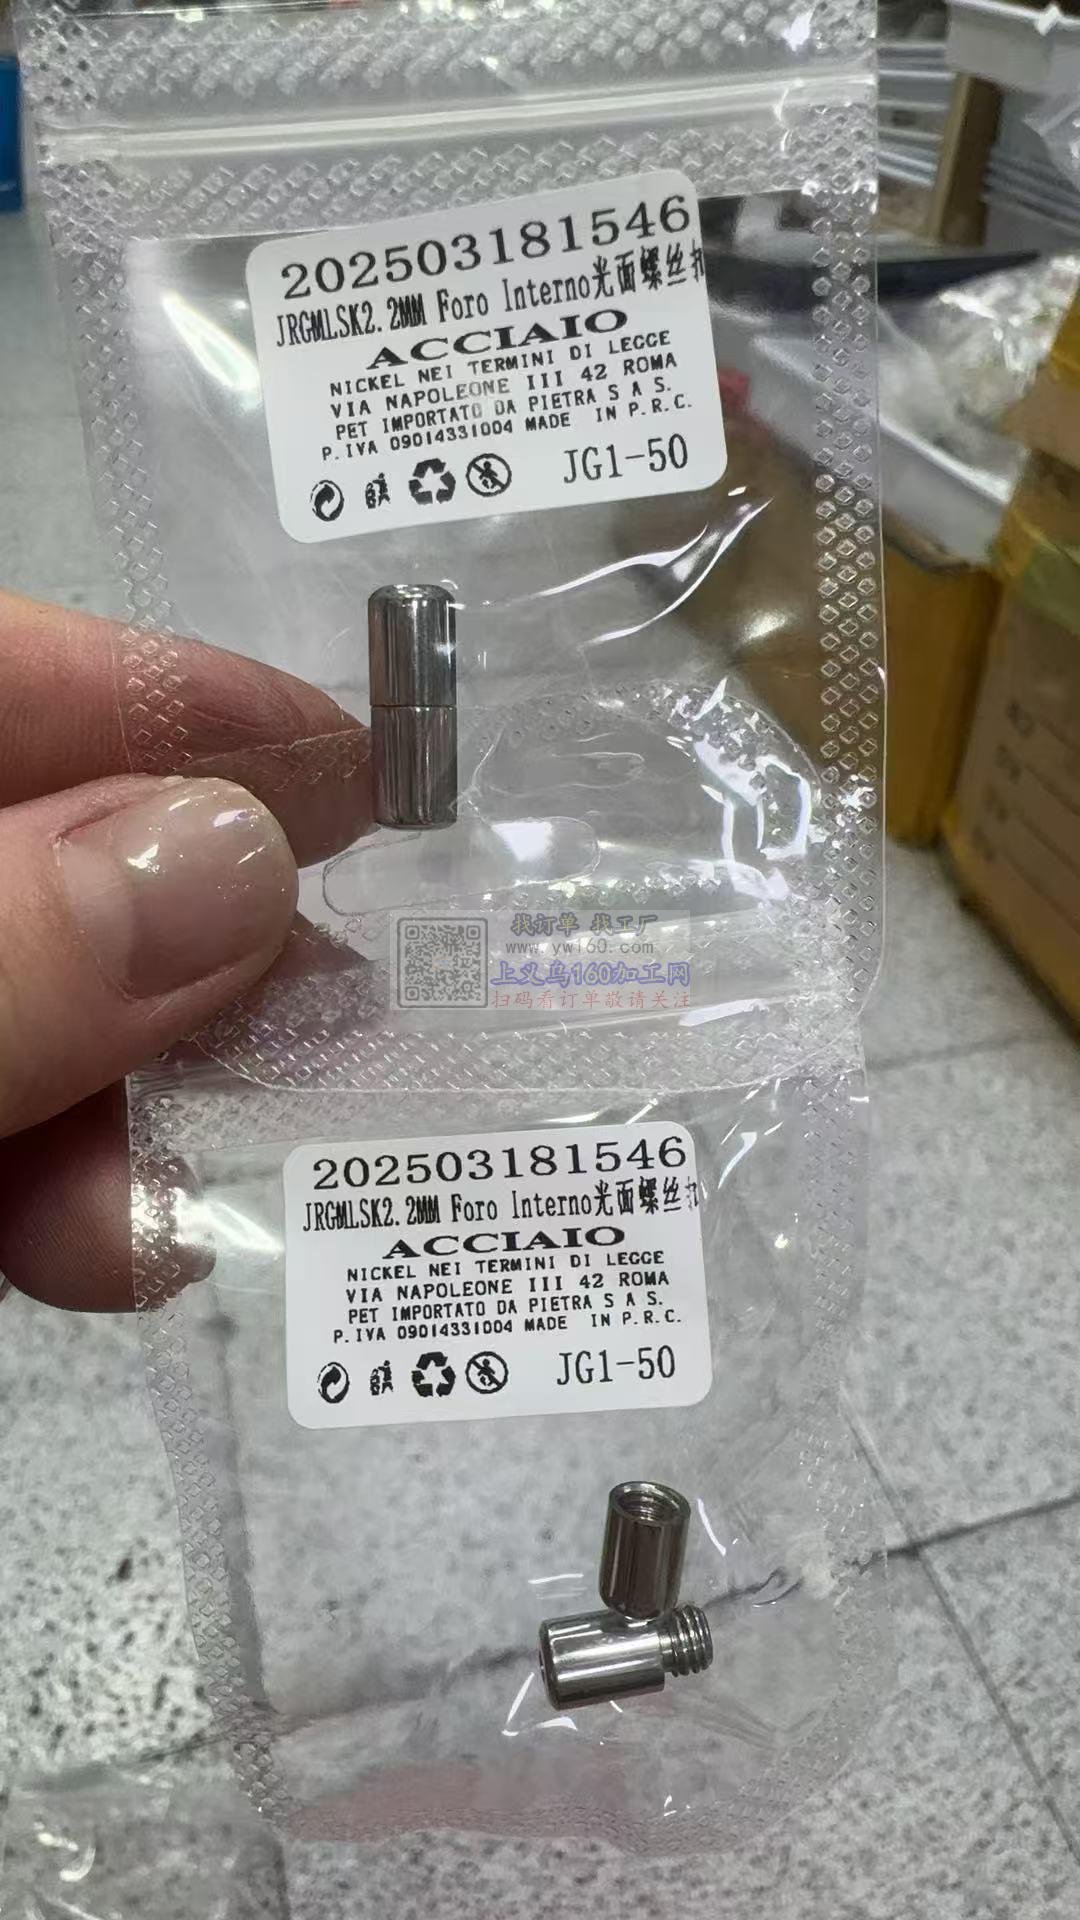 202503181546
JRGMLSK2.2MM Foro Interno光面螺丝扣
ACCIAIO
NICKEL NEI TERMINI DI LEGGE
VIA NAPOLEONE III 42 ROMA
PET IMPORTATO DA PIETRA S A S.
P.IVA 09014331004 MADE IN P.R.C.
JG1-50
找订单 找工厂
www.yw160.com
上义乌160加工网
扫码看订单敬请关注
202503181546
JRGMLSK2.2MM Foro Interno光面螺丝
ACCIAIO
NICKEL NEI TERMINI DI LEGGE
VIA NAPOLEONE III 42 ROMA
PET IMPORTATO DA PIETRA S A S.
P.IVA 09014331004 MADE IN P.R.C.
JG1-50